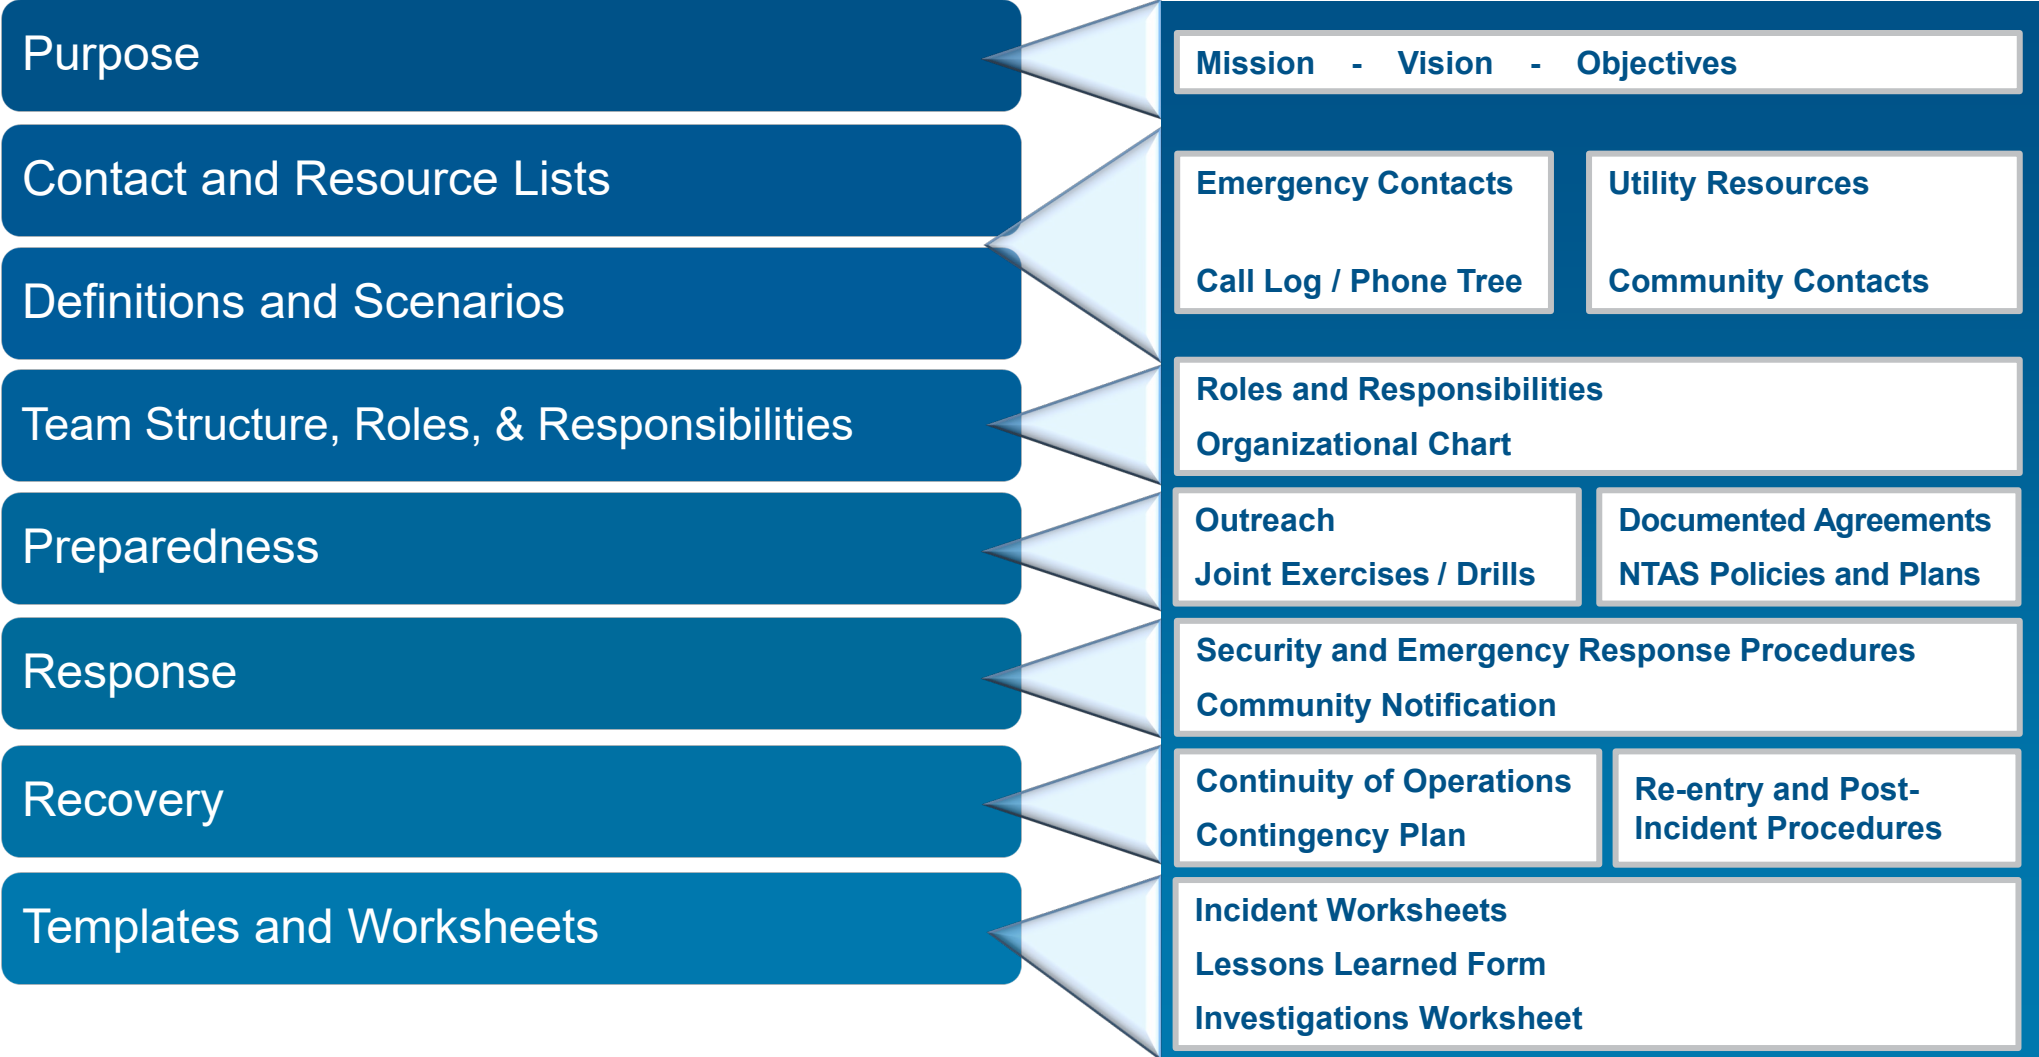 Purpose
Mission - Vision - Objectives
Contact and Resource Lists
Definitions and Scenarios
Emergency Contacts
Call Log / Phone Tree
Utility Resources
Community Contacts
Team Structure, Roles, & Responsibilities
Roles and Responsibilities
Organizational Chart
Preparedness
Outreach
Joint Exercises / Drills
Documented Agreements
NTAS Policies and Plans
Response
Security and Emergency Response Procedures
Community Notification
Recovery
Continuity of Operations
Contingency Plan
Re-entry and Post-
Incident Procedures
Templates and Worksheets
Incident Worksheets
Lessons Learned Form
Investigations Worksheet